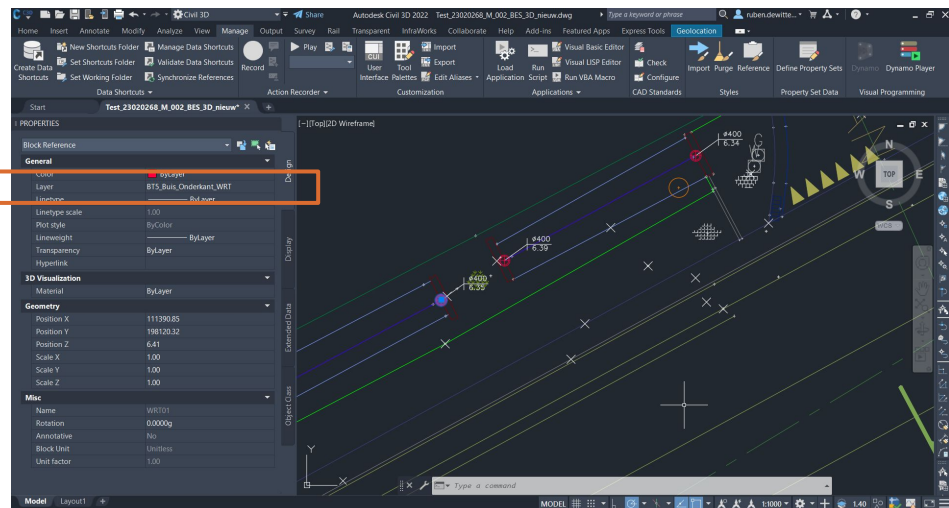 Civil 3D
Share
Autodesk Civil 3D 2022 Test_23020268_M_002_BES_3D_nieuw.dwg
Type a keyword or phrase
ruben.dewitte...
Home Insert Annotate Modify Analyze View Manage Output Survey Rail Transparent InfraWorks Collaborate Help Add-ins Featured Apps Express Tools Geolocation
New Shortcuts Folder Manage Data Shortcuts
Set Shortcuts Folder Validate Data Shortcuts
Set Working Folder Synchronize References
Create Data Shortcuts
Record
Play
CUI
User Interface
Tool Palettes
Import
Export
Edit Aliases
Load Application
Run Script
Visual Basic Editor
Visual LISP Editor
Run VBA Macro
Check
Configure
Import Purge Reference
Define Property Sets
Dynamo Dynamo Player
Data Shortcuts Action Recorder Customization Applications CAD Standards Styles Property Set Data Visual Programming
Start Test_23020268_M_002_BES_3D_nieuw*
PROPERTIES
Block Reference
General
Color ByLayer
Layer BT5_Buis_Onderkant_WRT
Linetype ByLayer
Linetype scale 1.00
Plot style ByColor
Lineweight ByLayer
Transparency ByLayer
Hyperlink
3D Visualization
Material ByLayer
Geometry
Position X 111390.85
Position Y 198120.32
Position Z 6.41
Scale X 1.00
Scale Y 1.00
Scale Z 1.00
Misc
Name WRT01
Rotation 0.0000g
Annotative No
Block Unit Unitless
Unit factor 1.00
Design
Display
Extended Data
Object Class
[-][Top][2D Wireframe]
ø400
6.34
ø400
6.39
ø400
6.35
N
W TOP E
S
WCS
Y
X
Type a command
Model Layout1
MODEL
1:1000
1.40